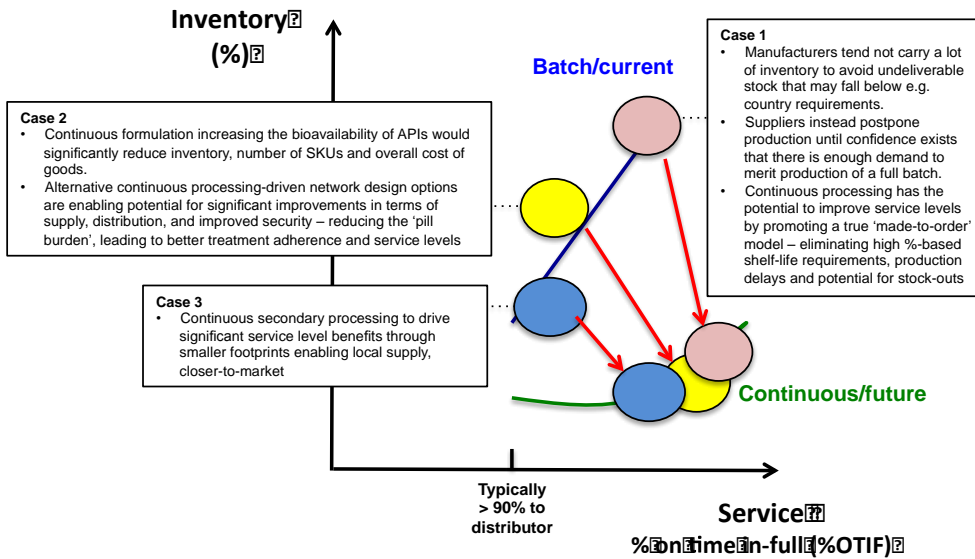 Inventory
(%)
Case 1
• Manufacturers tend not carry a lot
of inventory to avoid undeliverable
stock that may fall below e.g.
country requirements.
• Suppliers instead postpone
production until confidence exists
that there is enough demand to
merit production of a full batch.
• Continuous processing has the
potential to improve service levels
by promoting a true ‘made-to-order’
model – eliminating high %-based
shelf-life requirements, production
delays and potential for stock-outs
Batch/current
Case 2
• Continuous formulation increasing the bioavailability of APIs would
significantly reduce inventory, number of SKUs and overall cost of
goods.
• Alternative continuous processing-driven network design options
are enabling potential for significant improvements in terms of
supply, distribution, and improved security – reducing the ‘pill
burden’, leading to better treatment adherence and service levels
Case 3
• Continuous secondary processing to drive
significant service level benefits through
smaller footprints enabling local supply,
closer-to-market
Continuous/future
Typically
> 90% to
distributor
Service
% on time in-full (%OTIF)